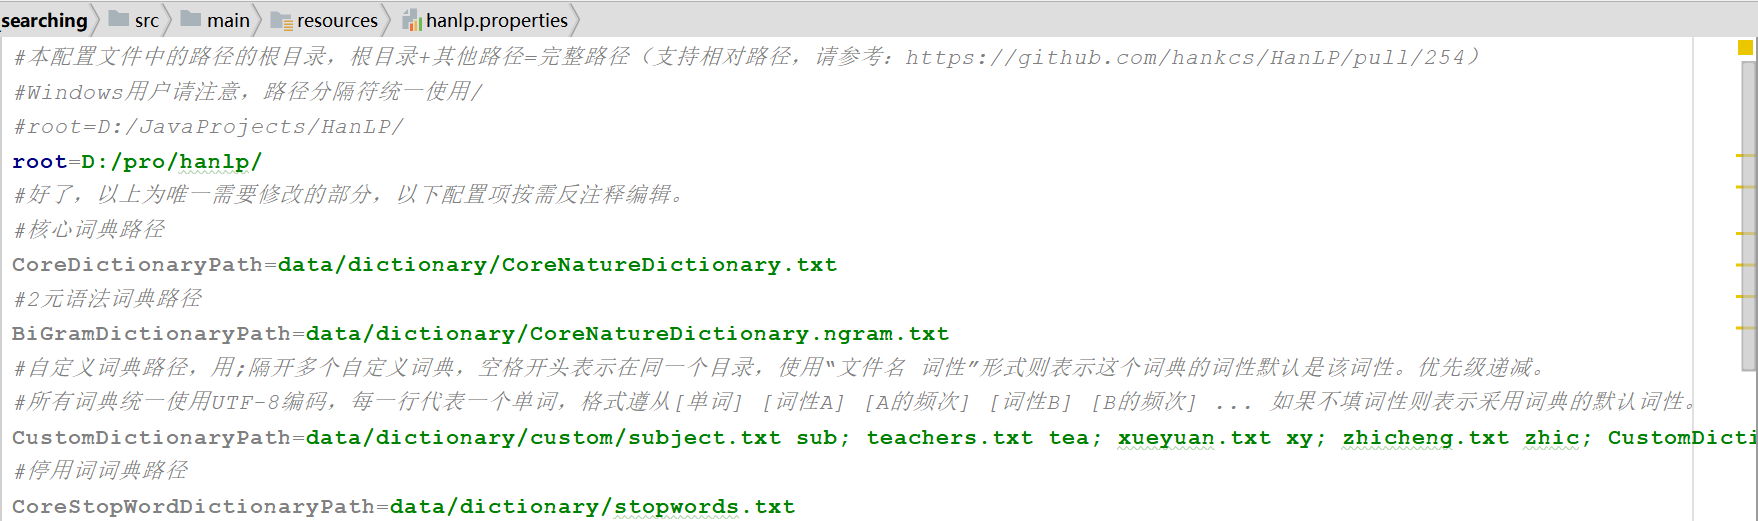 searching src main resources hanlp.properties
#本配置文件中的路径的根目录，根目录+其他路径=完整路径（支持相对路径，请参考：https://github.com/hankcs/HanLP/pull/254）
#Windows用户请注意，路径分隔符统一使用/
#root=D:/JavaProjects/HanLP/
root=D:/pro/hanlp/
#好了，以上为唯一需要修改的部分，以下配置项按需反注释编辑。
#核心词典路径
CoreDictionaryPath=data/dictionary/CoreNatureDictionary.txt
#2元语法词典路径
BiGramDictionaryPath=data/dictionary/CoreNatureDictionary.ngram.txt
#自定义词典路径，用;隔开多个自定义词典，空格开头表示在同一个目录，使用“文件名 词性”形式则表示这个词典的词性默认是该词性。优先级递减。
#所有词典统一使用UTF-8编码，每一行代表一个单词，格式遵从[单词] [词性A] [A的频次] [词性B] [B的频次] ... 如果不填词性则表示采用词典的默认词性。
CustomDictionaryPath=data/dictionary/custom/subject.txt sub; teachers.txt tea; xueyuan.txt xy; zhicheng.txt zhic; CustomDicti
#停用词词典路径
CoreStopWordDictionaryPath=data/dictionary/stopwords.txt